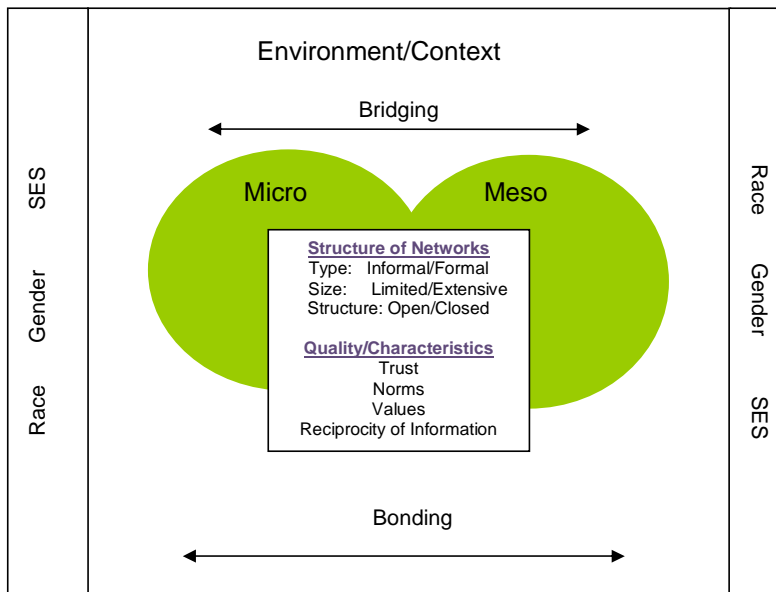 Environment/Context
Bridging
Micro
Meso
Structure of Networks
Type: Informal/Formal
Size: Limited/Extensive
Structure: Open/Closed
Quality/Characteristics
Trust
Norms
Values
Reciprocity of Information
Bonding
Race Gender SES
Race Gender SES